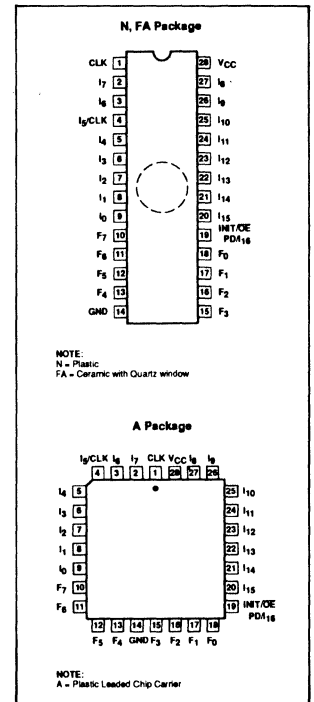 N, FA Package
CLK 1 28 VCC
I7 2 27 I8
I6 3 26 I9
I5/CLK 4 25 I10
I4 5 24 I11
I3 6 23 I12
I2 7 22 I13
I1 8 21 I14
I0 9 20 I15
F7 10 19 INIT/OE PD/I16
F6 11 18 F0
F5 12 17 F1
F4 13 16 F2
GND 14 15 F3
NOTE:
N = Plastic
FA = Ceramic with Quartz window
A Package
I5/CLK I6 I7 CLK VCC I8 I9
4 3 2 1 28 27 26
I4 5 25 I10
I3 6 24 I11
I2 7 23 I12
I1 8 22 I13
I0 9 21 I14
F7 10 20 I15
F6 11 19 INIT/OE PD/I16
12 13 14 15 16 17 18
F5 F4 GND F3 F2 F1 F0
NOTE:
A = Plastic Leaded Chip Carrier